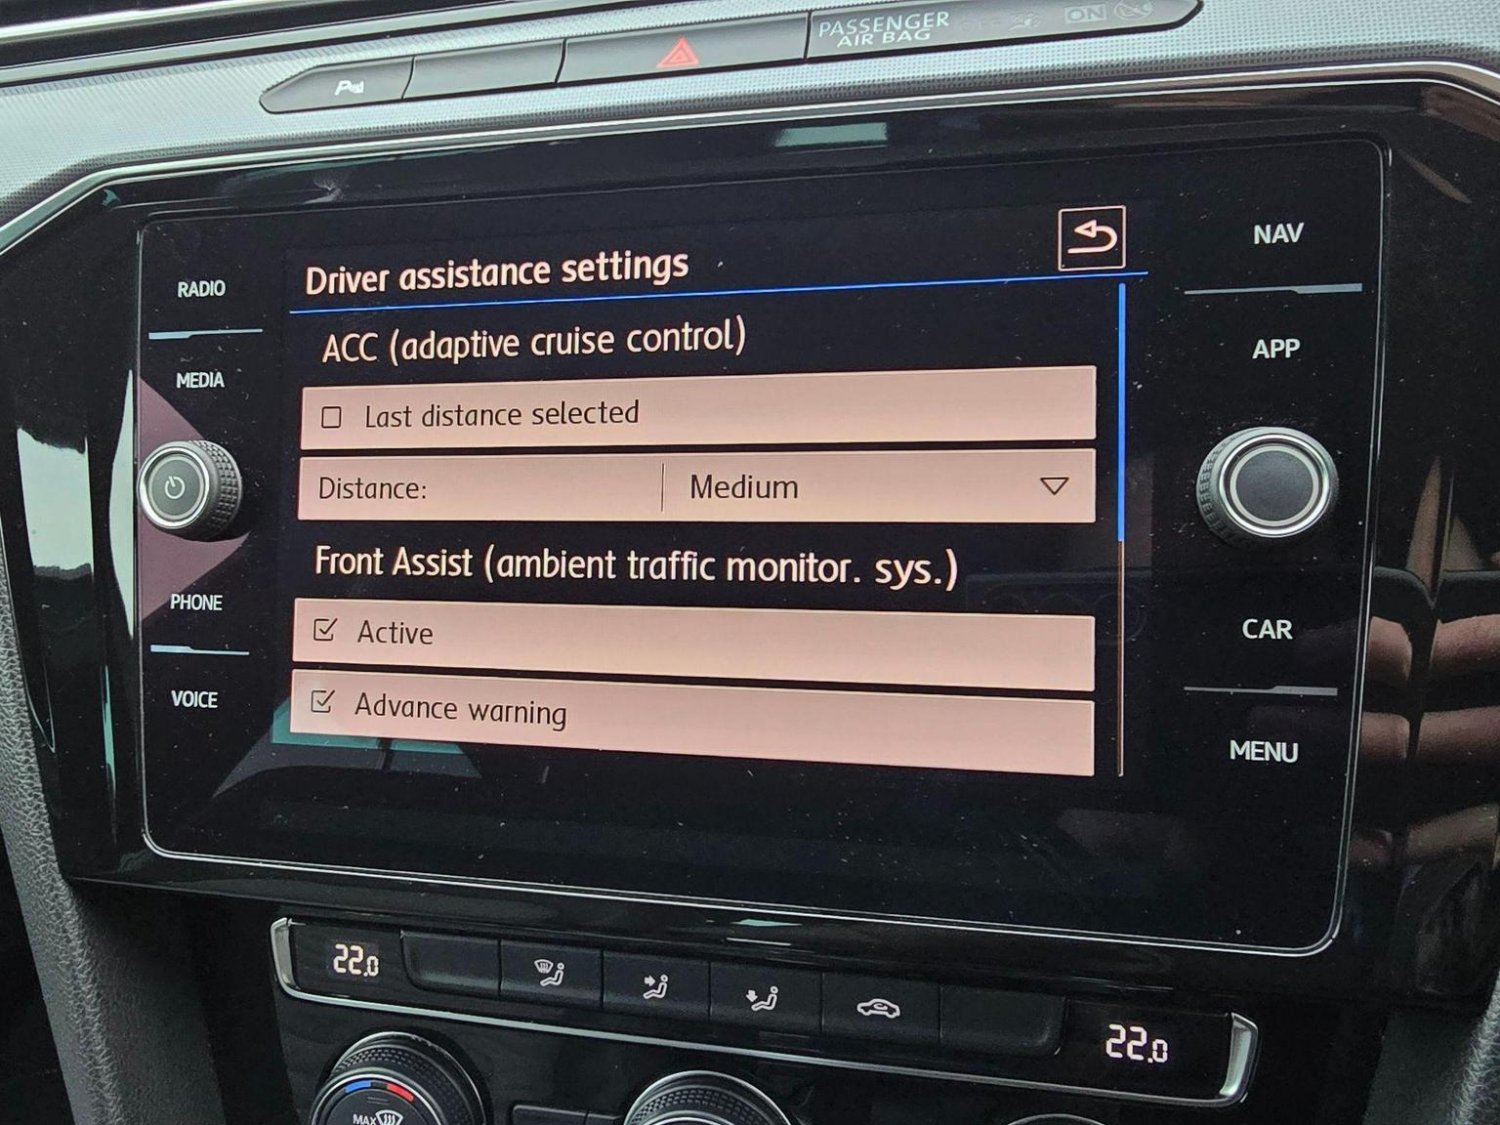 PASSENGER
AIR BAG
ON
Driver assistance settings
NAV
RADIO
ACC (adaptive cruise control)
APP
MEDIA
Last distance selected
Distance: Medium
Front Assist (ambient traffic monitor. sys.)
PHONE
Active
CAR
VOICE
Advance warning
MENU
22.0
22.0
MAX